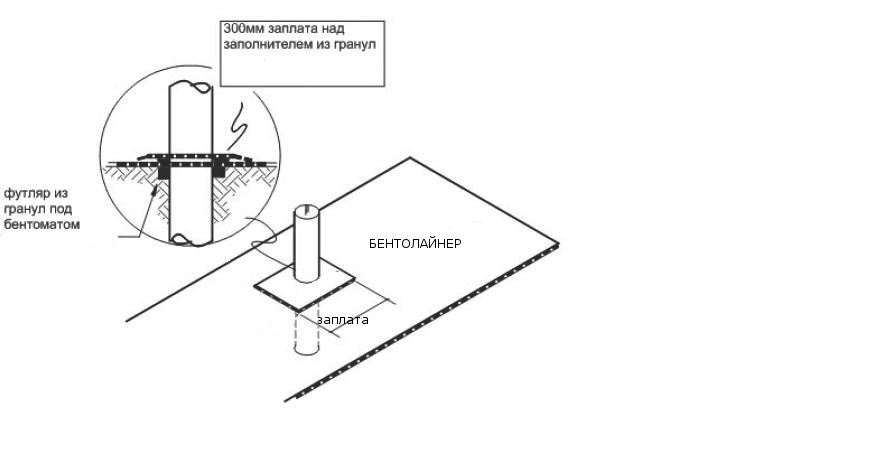 300мм заплата над
заполнителем из гранул
футляр из
гранул под
бентоматом
БЕНТОЛАЙНЕР
заплата